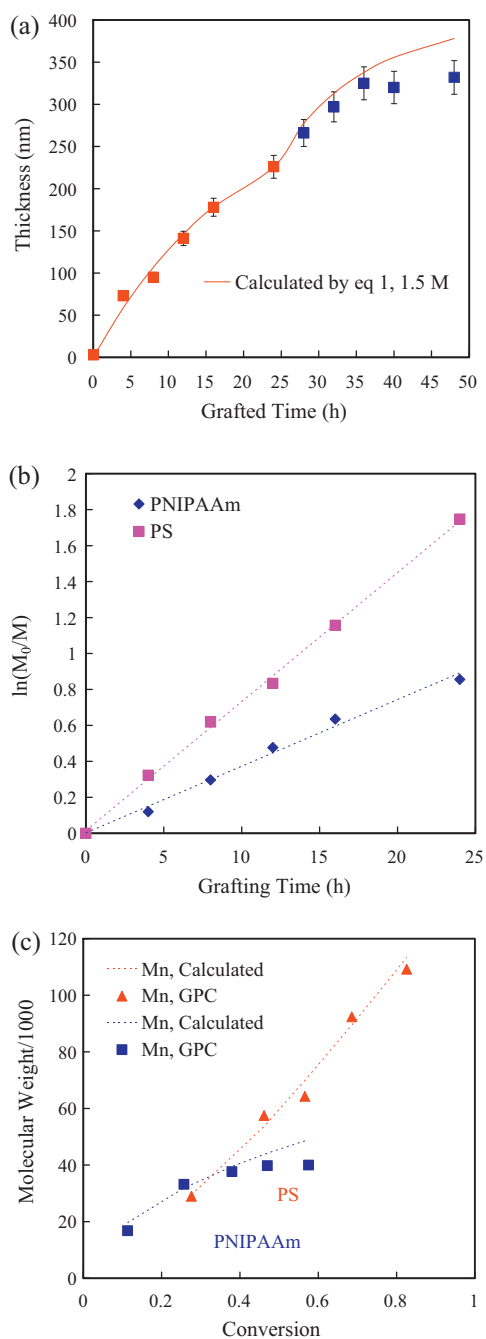 (a)
400
350
300
250
200
150
100
50
0
Thickness (nm)
Calculated by eq 1, 1.5 M
0 5 10 15 20 25 30 35 40 45 50
Grafted Time (h)
(b)
2
1.8
1.6
1.4
1.2
1
0.8
0.6
0.4
0.2
0
ln(M₀/M)
PNIPAAm
PS
0 5 10 15 20 25
Grafting Time (h)
(c)
120
100
80
60
40
20
0
Molecular Weight/1000
Mn, Calculated
Mn, GPC
Mn, Calculated
Mn, GPC
PS
PNIPAAm
0 0.2 0.4 0.6 0.8 1
Conversion